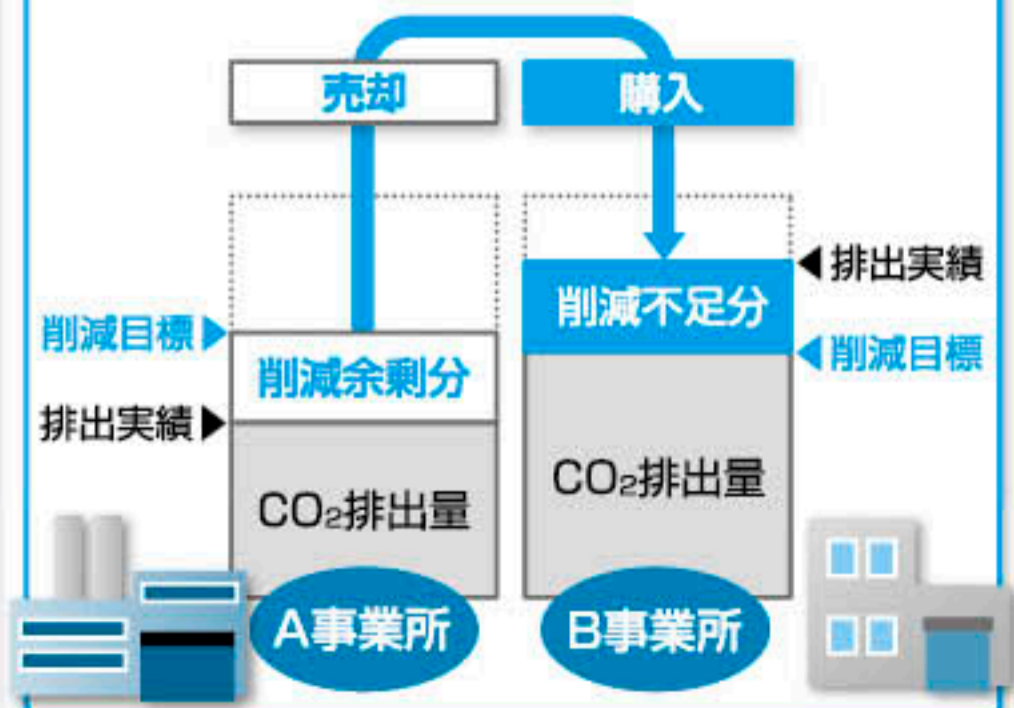 売却
購入
排出実績
削減不足分
削減目標
削減目標
削減余剰分
排出実績
CO₂排出量
CO₂排出量
A事業所
B事業所